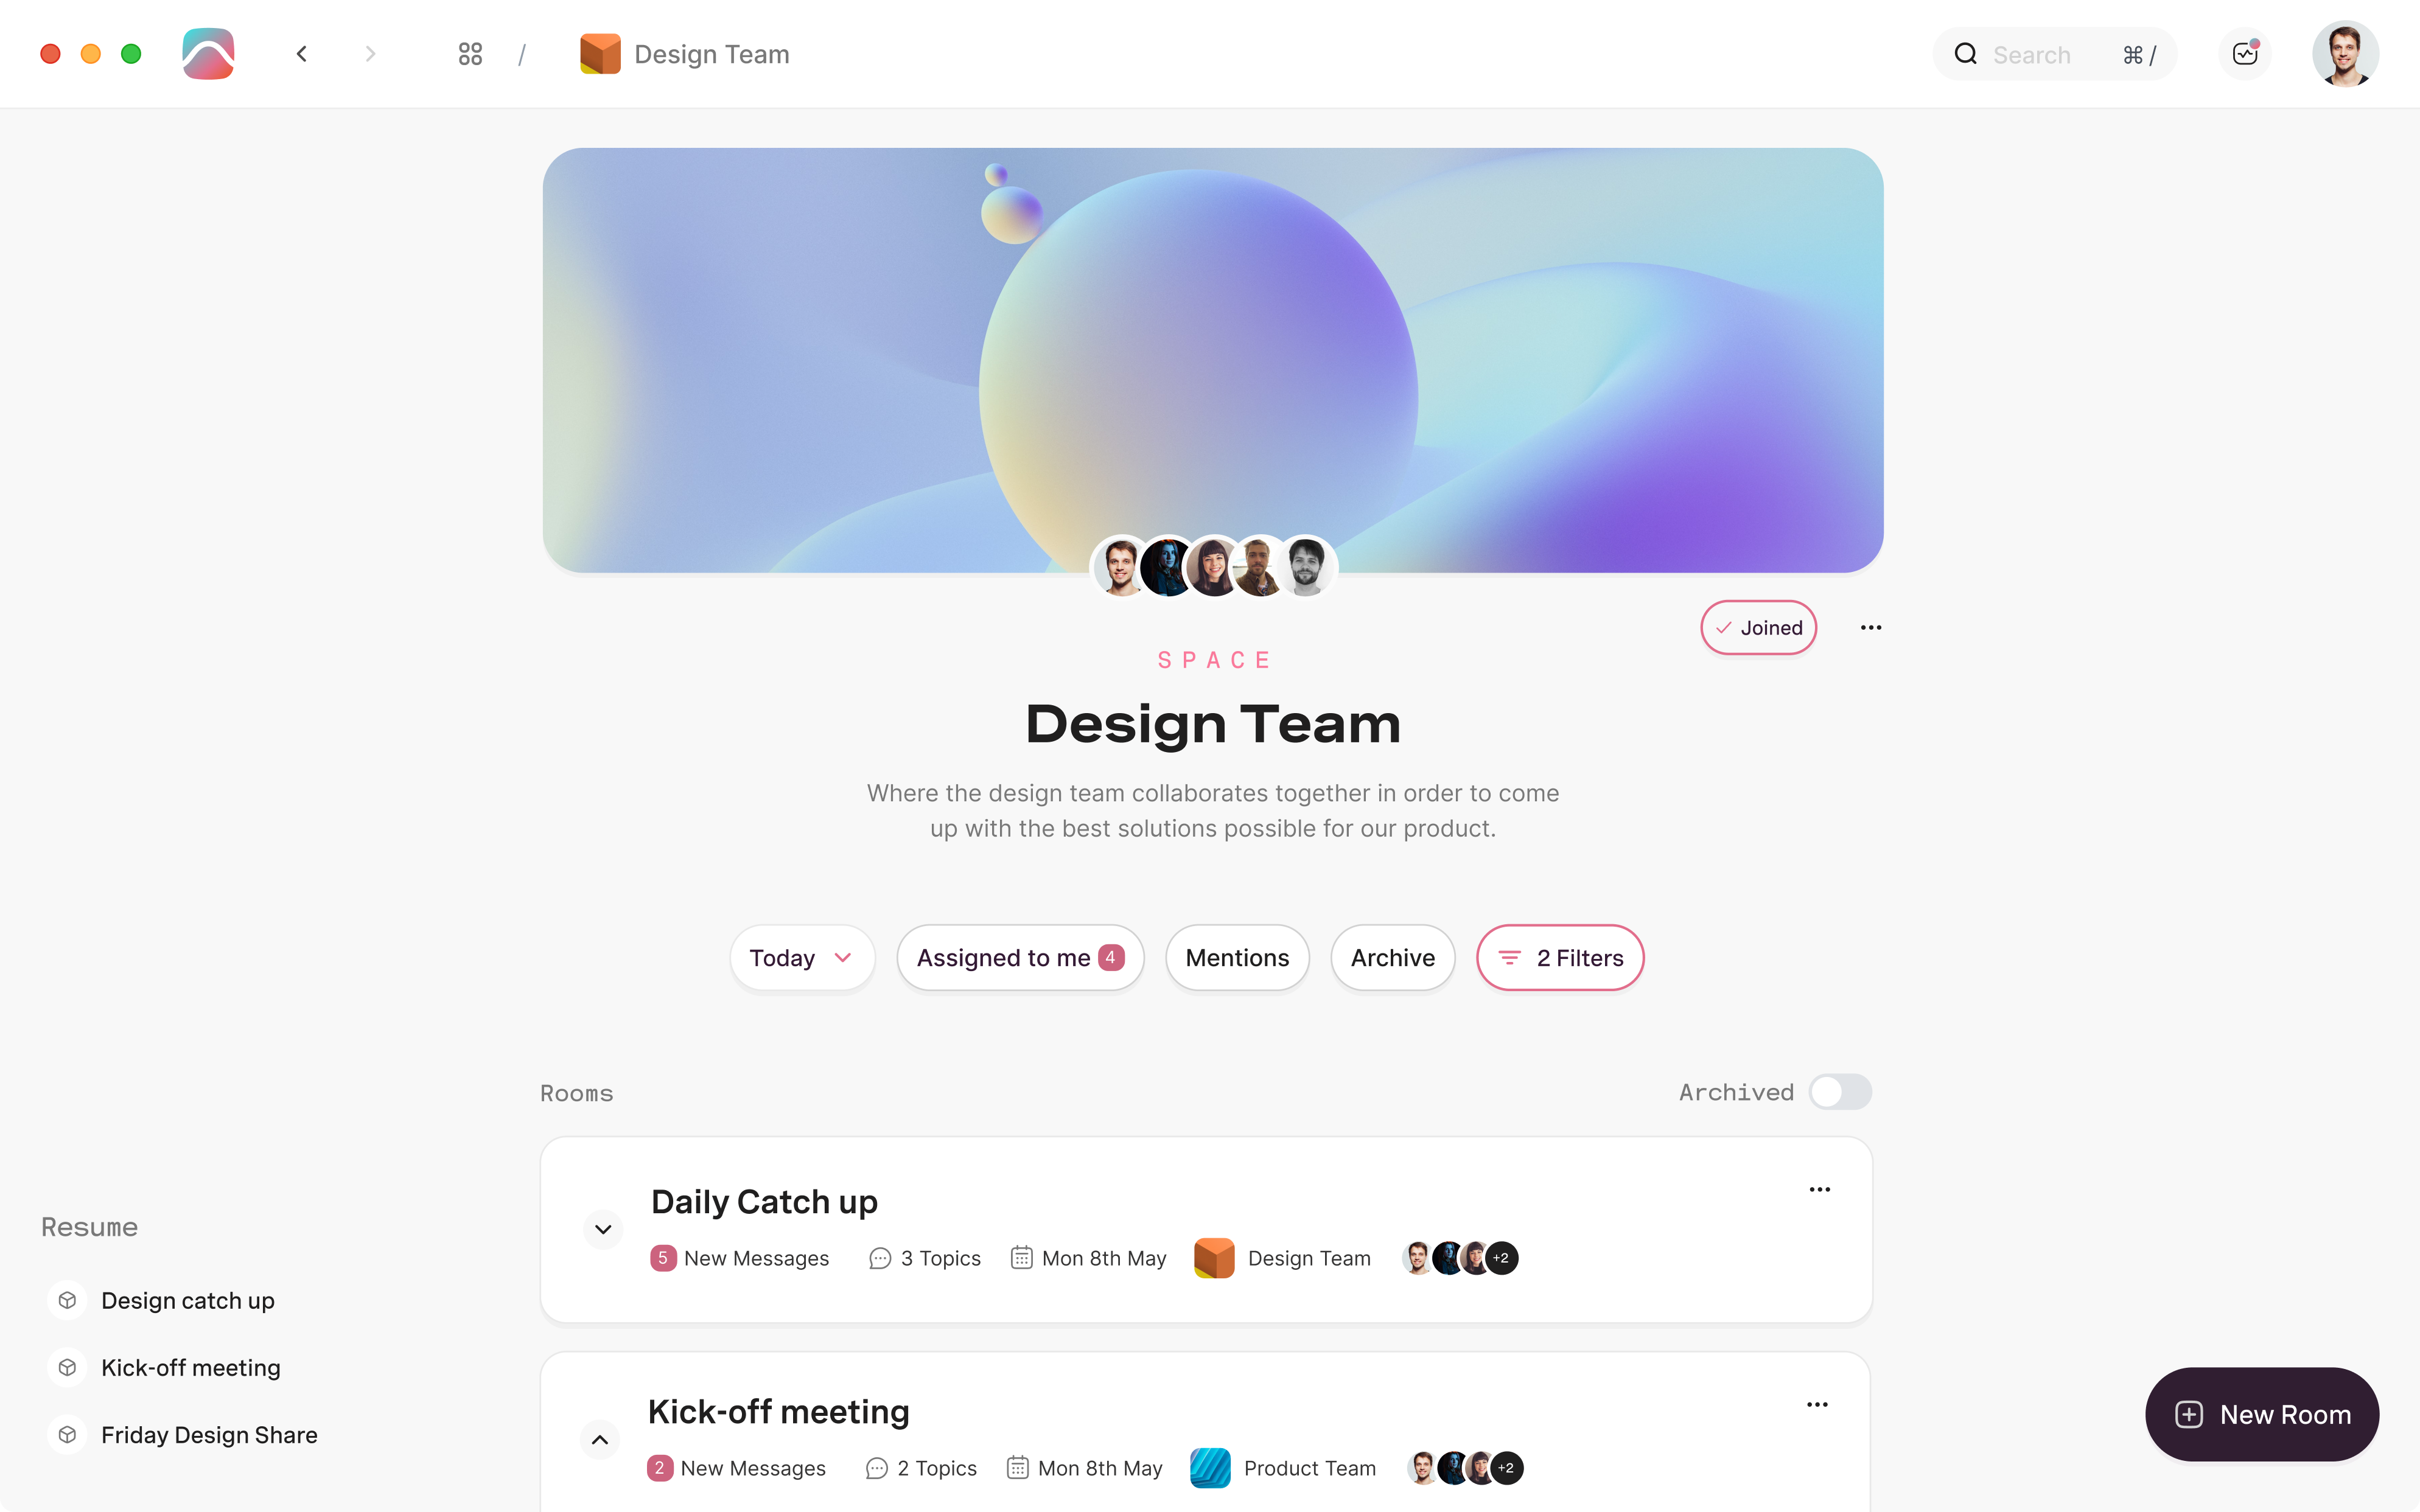 / Design Team
Search ⌘ /
Joined
SPACE
Design Team
Where the design team collaborates together in order to come
up with the best solutions possible for our product.
Today
Assigned to me 4
Mentions
Archive
2 Filters
Rooms
Archived
Daily Catch up
5 New Messages 3 Topics Mon 8th May Design Team +2
Kick-off meeting
2 New Messages 2 Topics Mon 8th May Product Team +2
Resume
Design catch up
Kick-off meeting
Friday Design Share
New Room